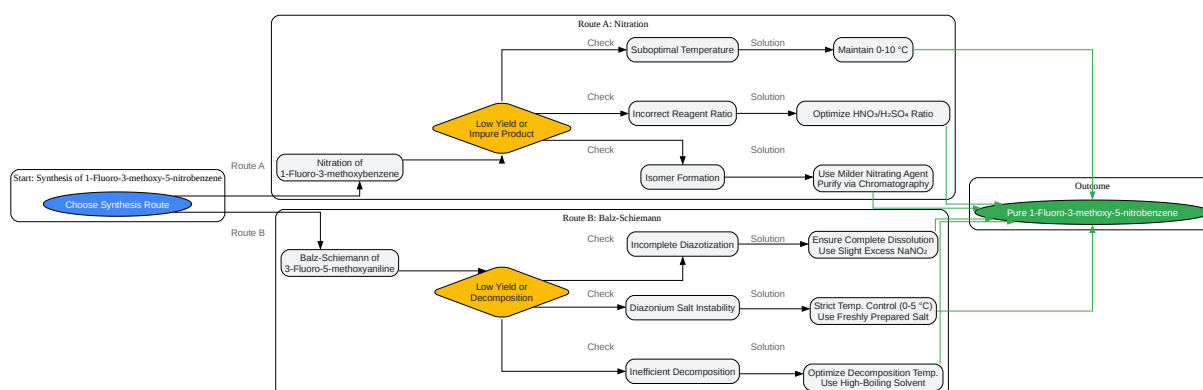 Route A: Nitration
Check
Suboptimal Temperature
Solution
Maintain 0-10 °C
Check
Incorrect Reagent Ratio
Solution
Optimize HNO₃/H₂SO₄ Ratio
Low Yield or
Impure Product
Check
Isomer Formation
Solution
Use Milder Nitrating Agent
Purify via Chromatography
Route A
Nitration of
1-Fluoro-3-methoxybenzene
Start: Synthesis of 1-Fluoro-3-methoxy-5-nitrobenzene
Choose Synthesis Route
Outcome
Pure 1-Fluoro-3-methoxy-5-nitrobenzene
Route B
Route B: Balz-Schiemann
Balz-Schiemann of
3-Fluoro-5-methoxyaniline
Check
Incomplete Diazotization
Solution
Ensure Complete Dissolution
Use Slight Excess NaNO₂
Low Yield or
Decomposition
Check
Diazonium Salt Instability
Solution
Strict Temp. Control (0-5 °C)
Use Freshly Prepared Salt
Check
Inefficient Decomposition
Solution
Optimize Decomposition Temp.
Use High-Boiling Solvent